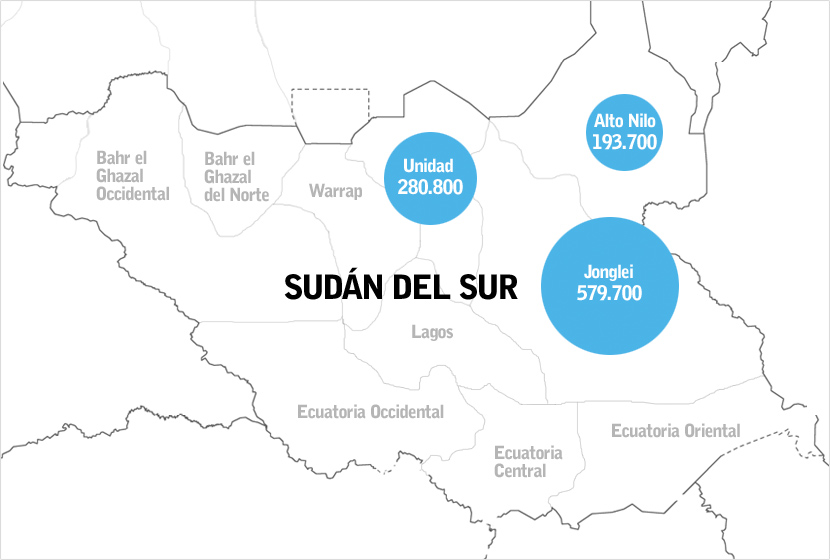 Alto Nilo
193.700
Bahr el
Ghazal
Occidental
Bahr el
Ghazal
del Norte
Warrap
Unidad
280.800
Jonglei
579.700
SUDÁN DEL SUR
Lagos
Ecuatoria Occidental
Ecuatoria
Central
Ecuatoria Oriental